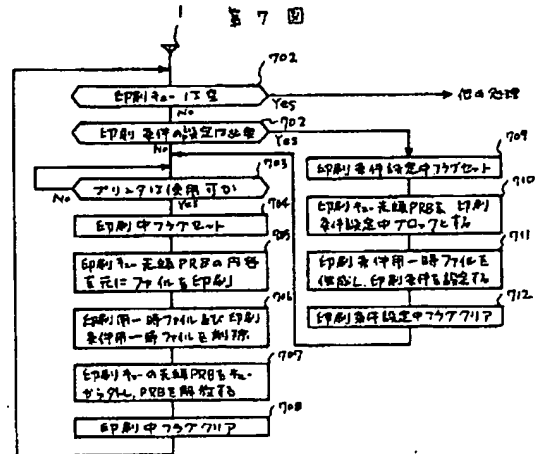 第7図
702
印刷キューは空
Yes
他の処理
No
702
印刷条件の設定は必要
No
Yes
703
プリンタは使用可か
No
Yes
704
印刷中フラグセット
705
印刷キュー先頭PRBの内容
を元にファイルを印刷
706
印刷用一時ファイル及び印刷
条件用一時ファイルを削除
707
印刷キューの先頭PRBをキュー
から外し、PRBを解放する
708
印刷中フラグクリア
709
印刷条件設定中フラグセット
710
印刷キュー先頭PRBを印刷
条件設定中ブロックとする
711
印刷条件用一時ファイルを
作成し、印刷条件を設定する
712
印刷条件設定中フラグクリア